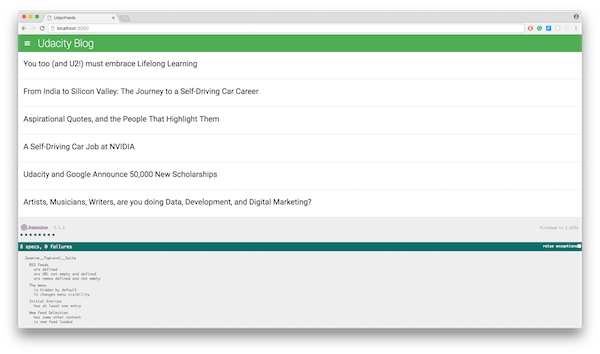 UdaciFeeds
localhost:3000
Udacity Blog
You too (and U2!) must embrace Lifelong Learning
From India to Silicon Valley: The Journey to a Self-Driving Car Career
Aspirational Quotes, and the People That Highlight Them
A Self-Driving Car Job at NVIDIA
Udacity and Google Announce 50,000 New Scholarships
Artists, Musicians, Writers, are you doing Data, Development, and Digital Marketing?
Jasmine 2.1.2
finished in
8 specs, 0 failures
raise exceptions
Jasmine__TopLevel__Suite
RSS Feeds
are defined
are URL not empty and defined
are names defined and not empty
The menu
is hidden by default
it changes menu visibility
Initial Entries
has at least one entry
New Feed Selection
has some other content
is new feed loaded